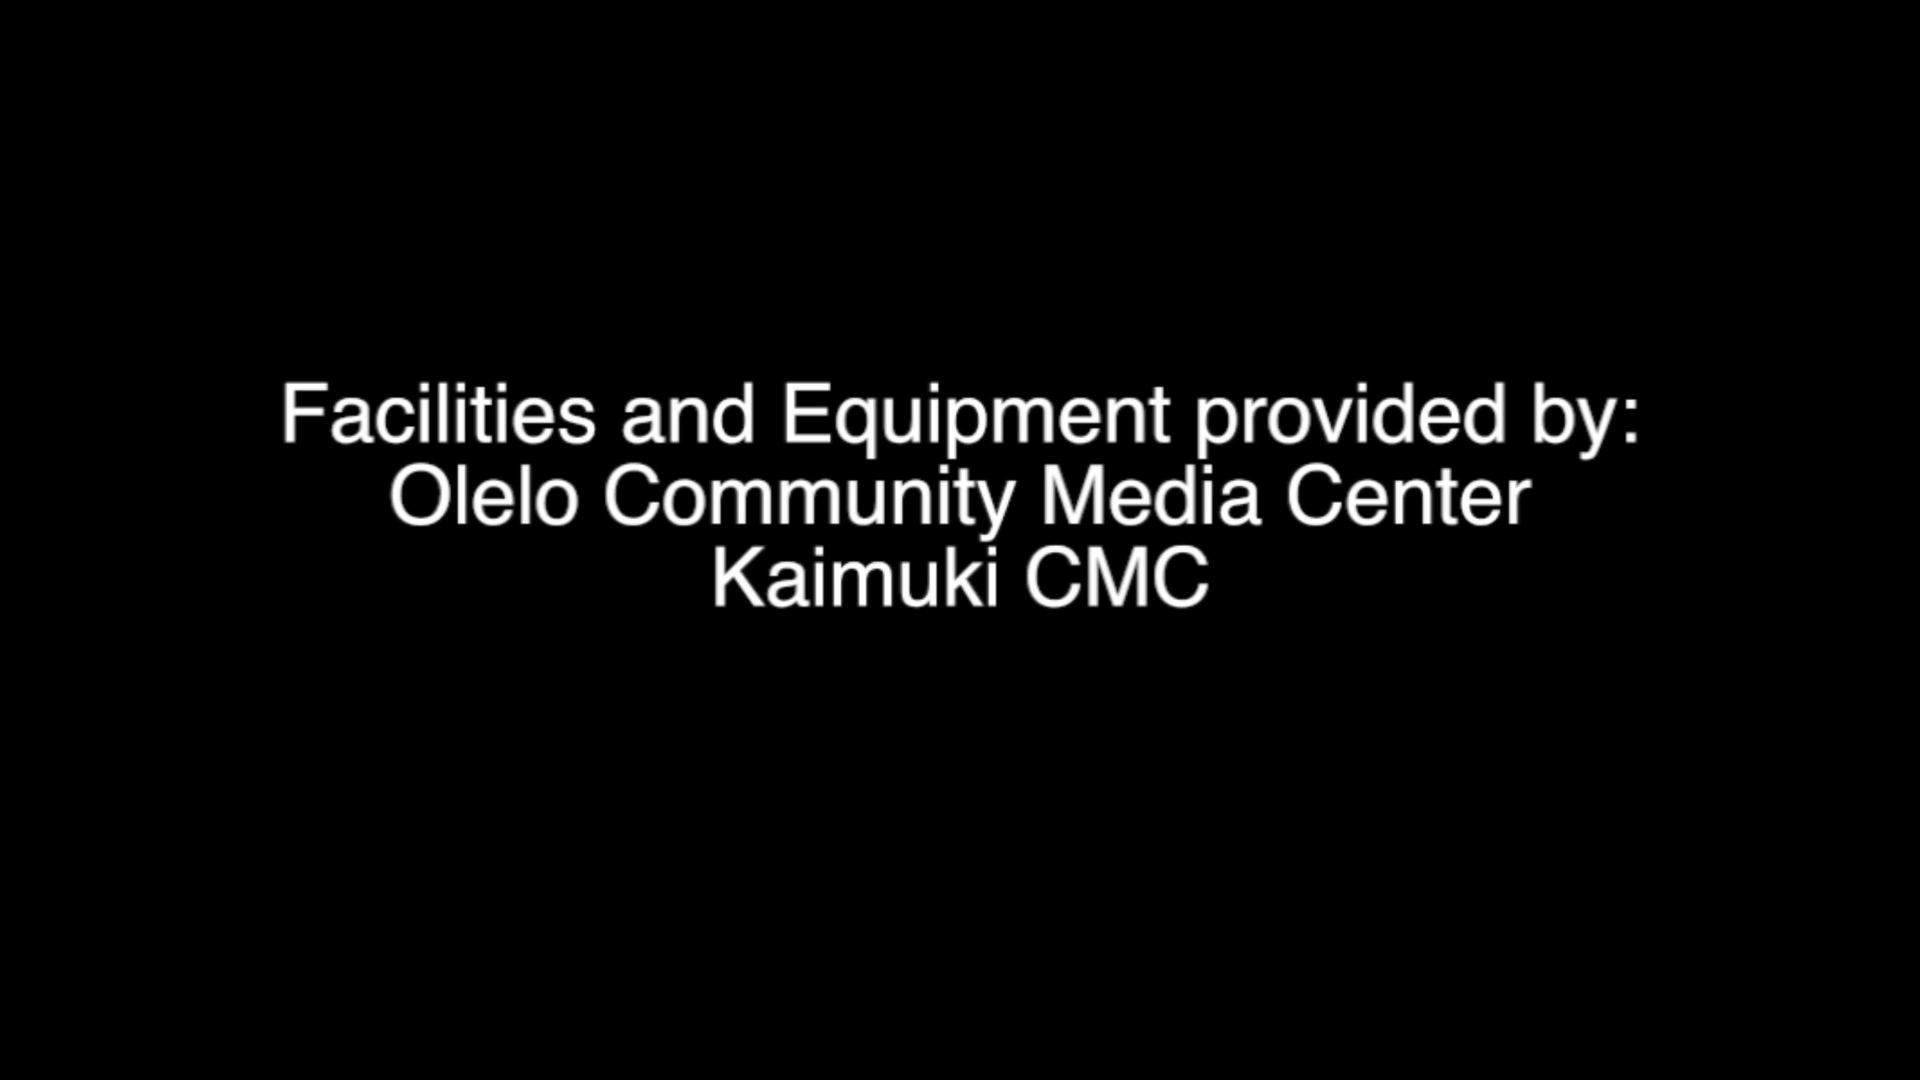 Facilities and Equipment provided by:
Olelo Community Media Center
Kaimuki CMC